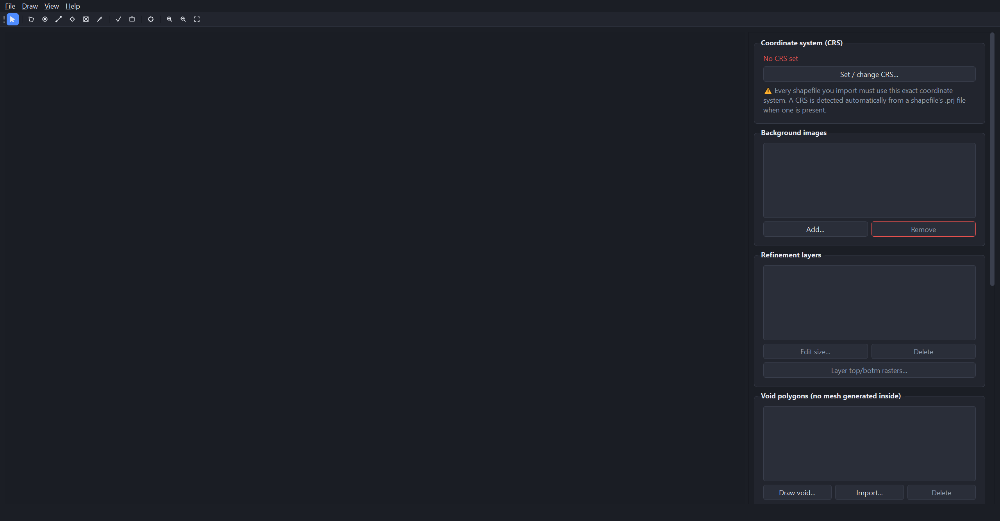 File Draw View Help
Coordinate system (CRS)
No CRS set
Set / change CRS...
⚠ Every shapefile you import must use this exact coordinate
system. A CRS is detected automatically from a shapefile's .prj file
when one is present.
Background images
Add... Remove
Refinement layers
Edit size... Delete
Layer top/botm rasters...
Void polygons (no mesh generated inside)
Draw void... Import... Delete